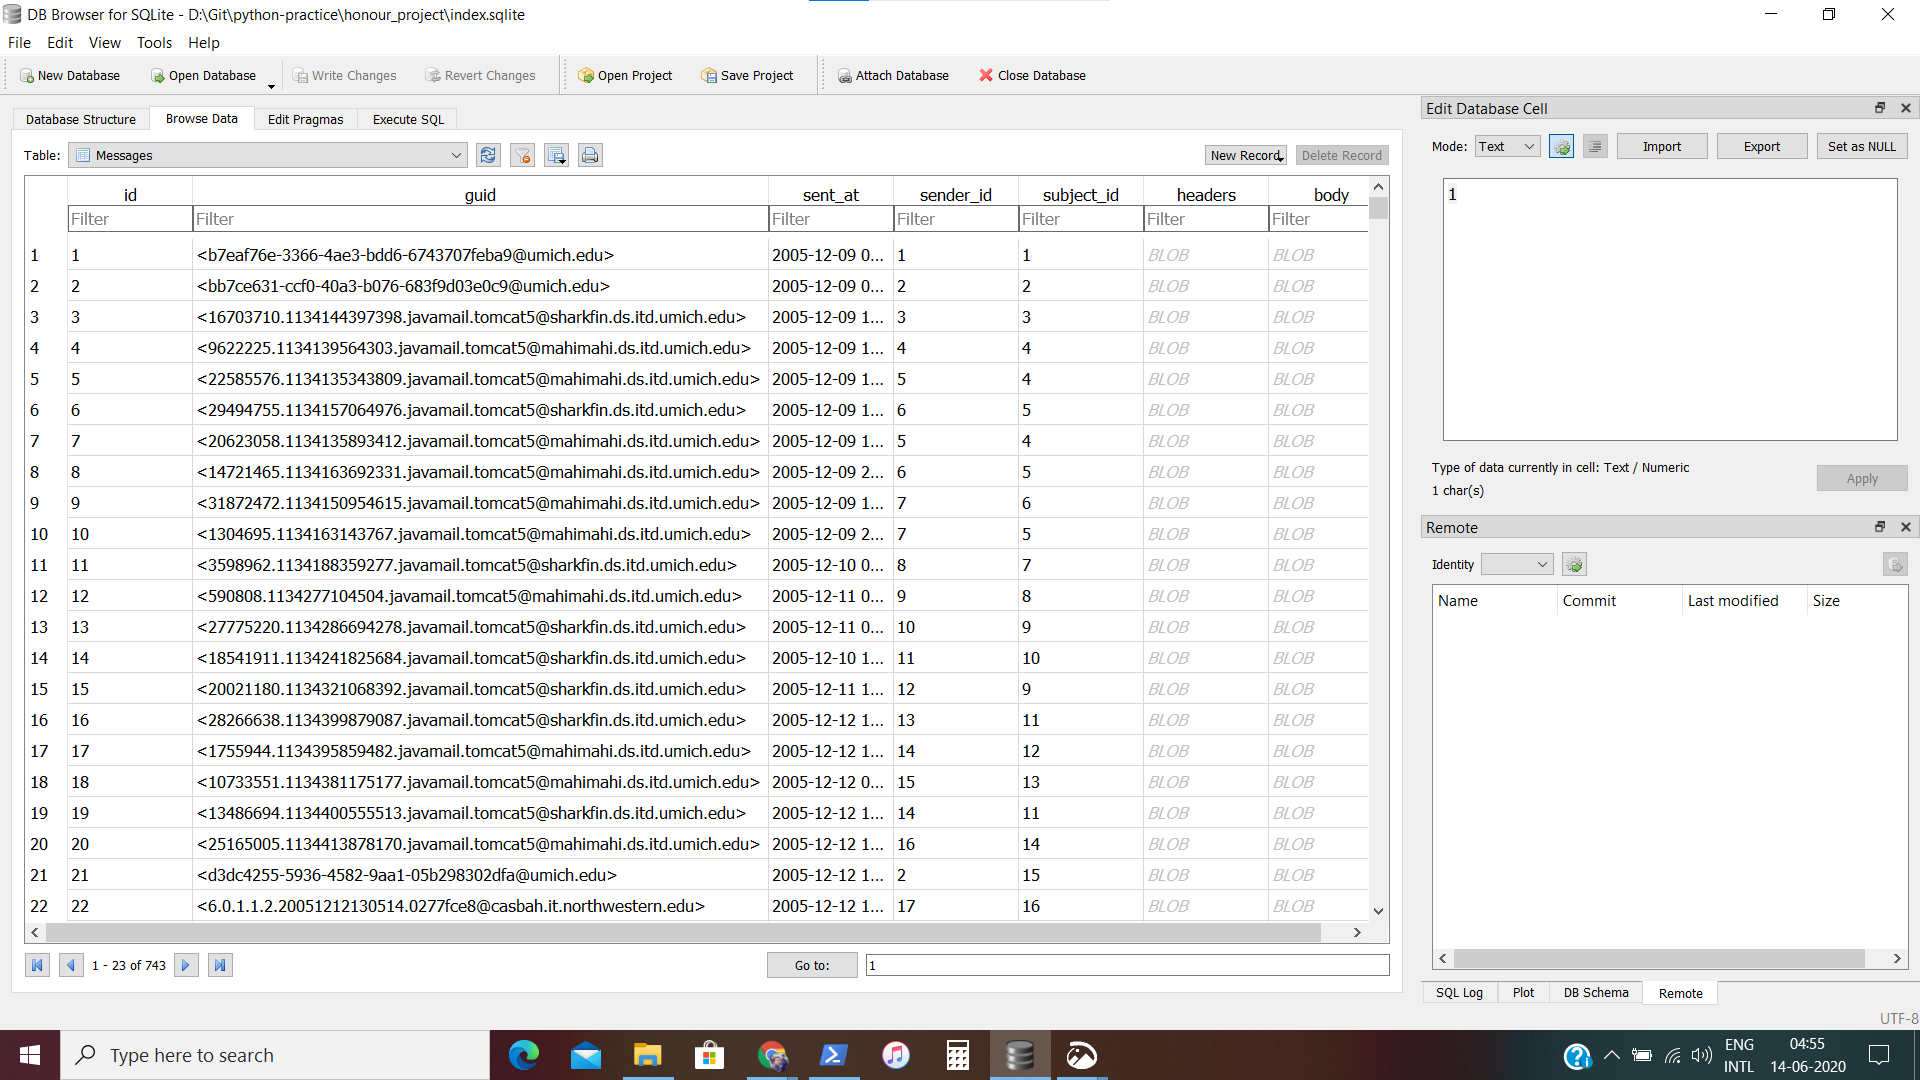 DB Browser for SQLite - D:\Git\python-practice\honour_project\index.sqlite
File Edit View Tools Help
New Database Open Database Write Changes Revert Changes Open Project Save Project Attach Database Close Database
Database Structure Browse Data Edit Pragmas Execute SQL
Table: Messages New Record Delete Record
id guid sent_at sender_id subject_id headers body
Filter Filter Filter Filter Filter Filter Filter
1 1 <b7eaf76e-3366-4ae3-bdd6-6743707feba9@umich.edu> 2005-12-09 0... 1 1 BLOB BLOB
2 2 <bb7ce631-ccf0-40a3-b076-683f9d03e0c9@umich.edu> 2005-12-09 0... 2 2 BLOB BLOB
3 3 <16703710.1134144397398.javamail.tomcat5@sharkfin.ds.itd.umich.edu> 2005-12-09 1... 3 3 BLOB BLOB
4 4 <9622225.1134139564303.javamail.tomcat5@mahimahi.ds.itd.umich.edu> 2005-12-09 1... 4 4 BLOB BLOB
5 5 <22585576.1134135343809.javamail.tomcat5@mahimahi.ds.itd.umich.edu> 2005-12-09 1... 5 4 BLOB BLOB
6 6 <29494755.1134157064976.javamail.tomcat5@sharkfin.ds.itd.umich.edu> 2005-12-09 1... 6 5 BLOB BLOB
7 7 <20623058.1134135893412.javamail.tomcat5@mahimahi.ds.itd.umich.edu> 2005-12-09 1... 5 4 BLOB BLOB
8 8 <14721465.1134163692331.javamail.tomcat5@mahimahi.ds.itd.umich.edu> 2005-12-09 2... 6 5 BLOB BLOB
9 9 <31872472.1134150954615.javamail.tomcat5@mahimahi.ds.itd.umich.edu> 2005-12-09 1... 7 6 BLOB BLOB
10 10 <1304695.1134163143767.javamail.tomcat5@mahimahi.ds.itd.umich.edu> 2005-12-09 2... 7 5 BLOB BLOB
11 11 <3598962.1134188359277.javamail.tomcat5@sharkfin.ds.itd.umich.edu> 2005-12-10 0... 8 7 BLOB BLOB
12 12 <590808.1134277104504.javamail.tomcat5@mahimahi.ds.itd.umich.edu> 2005-12-11 0... 9 8 BLOB BLOB
13 13 <27775220.1134286694278.javamail.tomcat5@sharkfin.ds.itd.umich.edu> 2005-12-11 0... 10 9 BLOB BLOB
14 14 <18541911.1134241825684.javamail.tomcat5@sharkfin.ds.itd.umich.edu> 2005-12-10 1... 11 10 BLOB BLOB
15 15 <20021180.1134321068392.javamail.tomcat5@sharkfin.ds.itd.umich.edu> 2005-12-11 1... 12 9 BLOB BLOB
16 16 <28266638.1134399879087.javamail.tomcat5@sharkfin.ds.itd.umich.edu> 2005-12-12 1... 13 11 BLOB BLOB
17 17 <1755944.1134395859482.javamail.tomcat5@mahimahi.ds.itd.umich.edu> 2005-12-12 1... 14 12 BLOB BLOB
18 18 <10733551.1134381175177.javamail.tomcat5@mahimahi.ds.itd.umich.edu> 2005-12-12 0... 15 13 BLOB BLOB
19 19 <13486694.1134400555513.javamail.tomcat5@sharkfin.ds.itd.umich.edu> 2005-12-12 1... 14 11 BLOB BLOB
20 20 <25165005.1134413878170.javamail.tomcat5@mahimahi.ds.itd.umich.edu> 2005-12-12 1... 16 14 BLOB BLOB
21 21 <d3dc4255-5936-4582-9aa1-05b298302dfa@umich.edu> 2005-12-12 1... 2 15 BLOB BLOB
22 22 <6.0.1.1.2.20051212130514.0277fce8@casbah.it.northwestern.edu> 2005-12-12 1... 17 16 BLOB BLOB
1 - 23 of 743 Go to: 1
Edit Database Cell
Mode: Text Import Export Set as NULL
1
Type of data currently in cell: Text / Numeric
1 char(s)
Apply
Remote
Identity
Name Commit Last modified Size
SQL Log Plot DB Schema Remote
UTF-8
Type here to search
ENG 04:55
INTL 14-06-2020